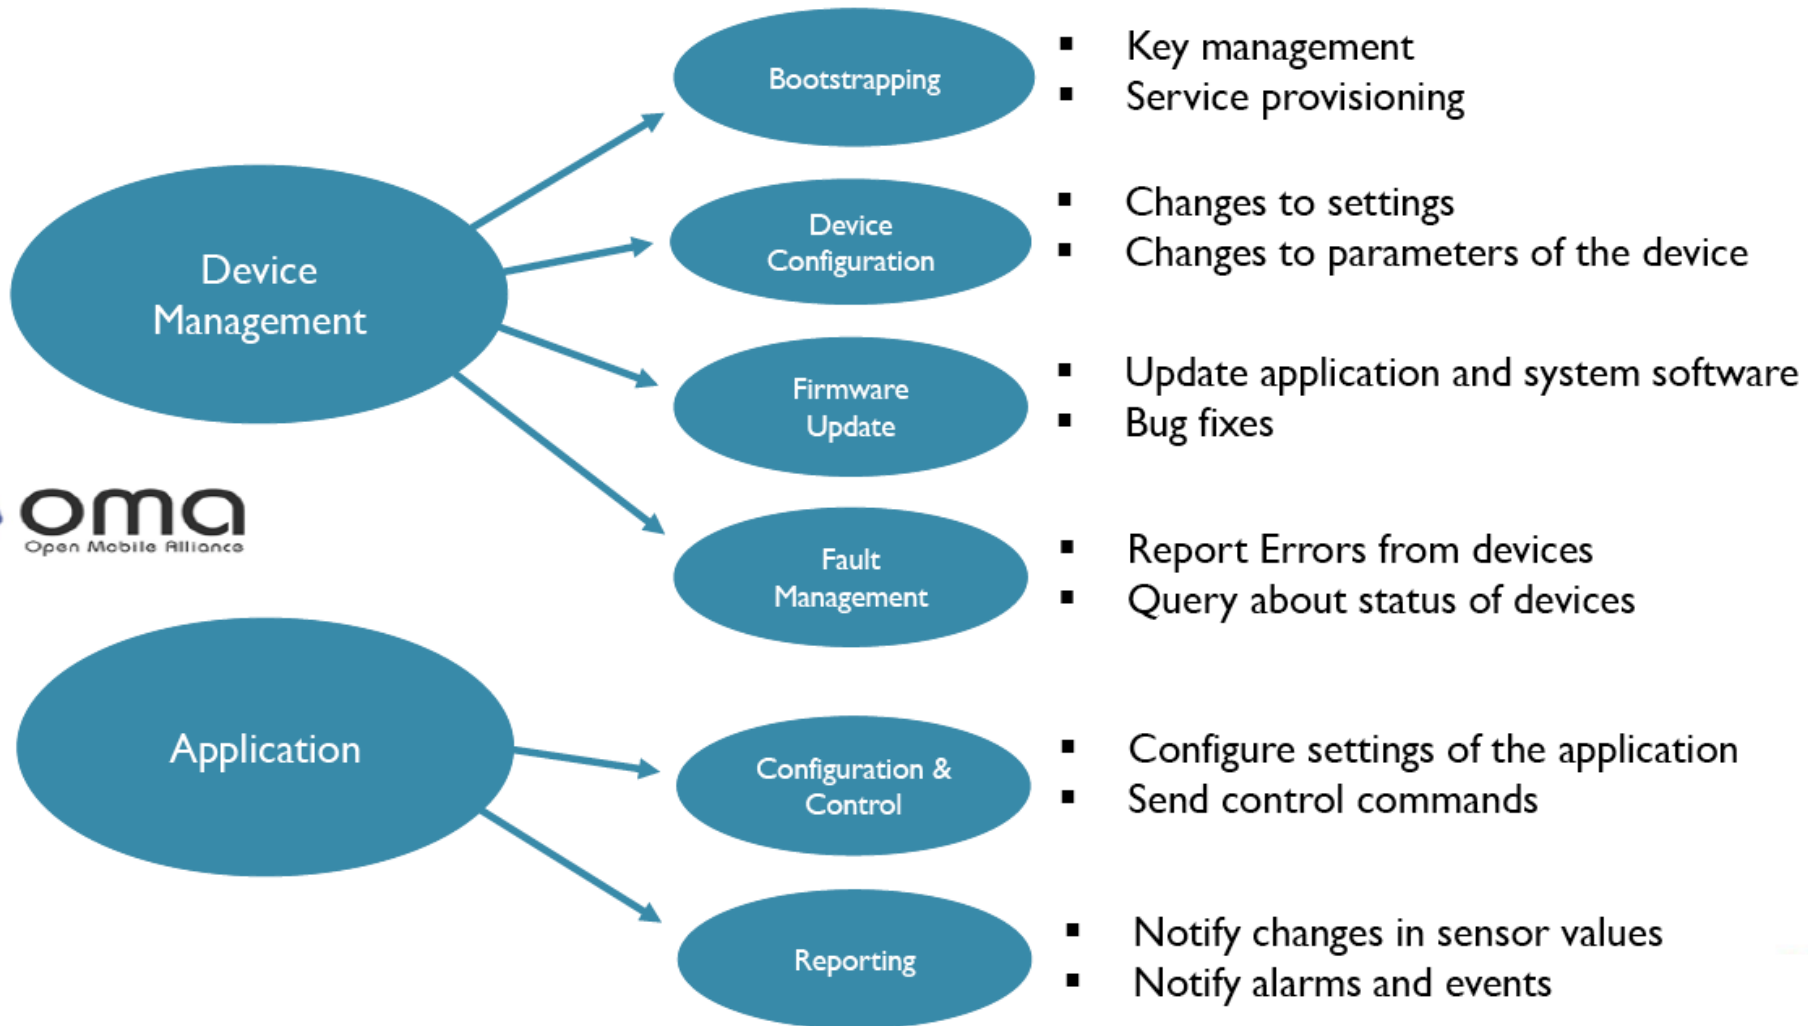 Bootstrapping
▪ Key management
▪ Service provisioning
Device
Management
Device
Configuration
▪ Changes to settings
▪ Changes to parameters of the device
Firmware
Update
▪ Update application and system software
▪ Bug fixes
oma
Open Mobile Alliance
Fault
Management
▪ Report Errors from devices
▪ Query about status of devices
Application
Configuration &
Control
▪ Configure settings of the application
▪ Send control commands
Reporting
▪ Notify changes in sensor values
▪ Notify alarms and events